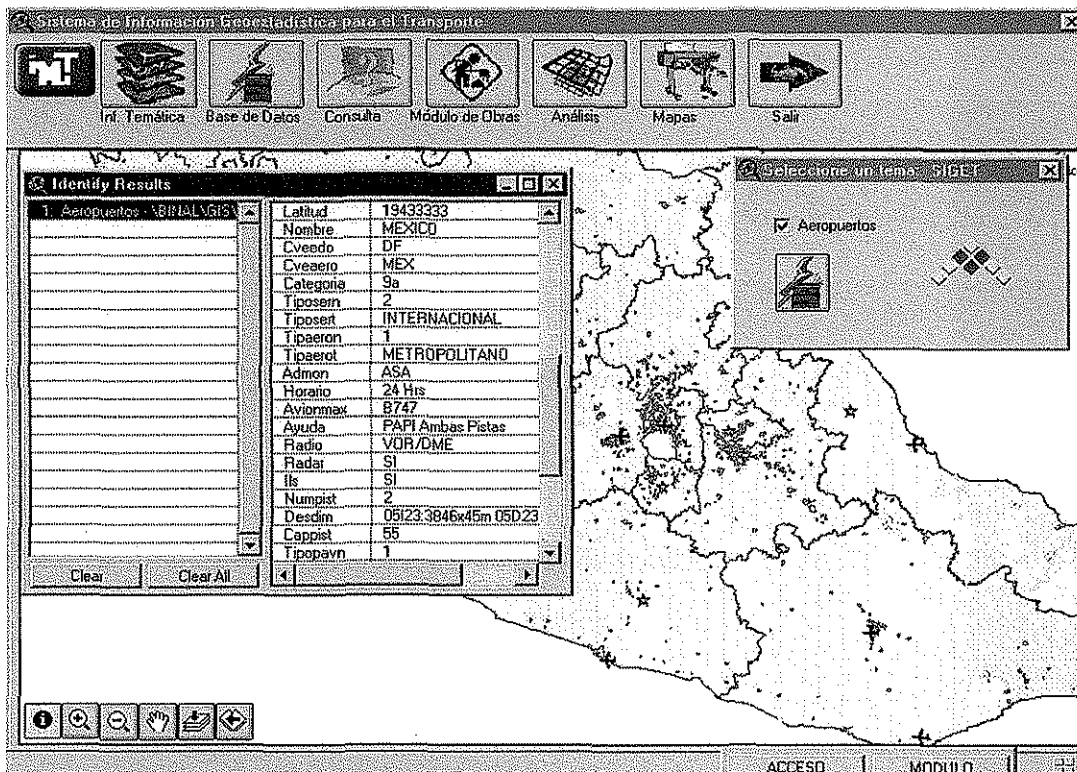 Sistema de Información Geoestadística para el Transporte
IMT
Inf. Temática Base de Datos Consulta Módulo de Obras Análisis Mapas Salir
Identify Results
1: Aeropuertos - \BINAL\GIS\
Latitud 19433333
Nombre MEXICO
Cveedo DF
Cveaero MEX
Categoria 9a
Tiposern 2
Tiposert INTERNACIONAL
Tipaeron 1
Tipaerot METROPOLITANO
Admon ASA
Horario 24 Hrs
Avionmax B747
Ayuda PAPI Ambas Pistas
Radio VOR/DME
Radar SI
Ils SI
Numpist 2
Desdim 05I23:3846x45m 05D23
Cappist 55
Tipopavn 1
Clear Clear All
Seleccione un tema: SIGET
Aeropuertos
ACCESO MODULO